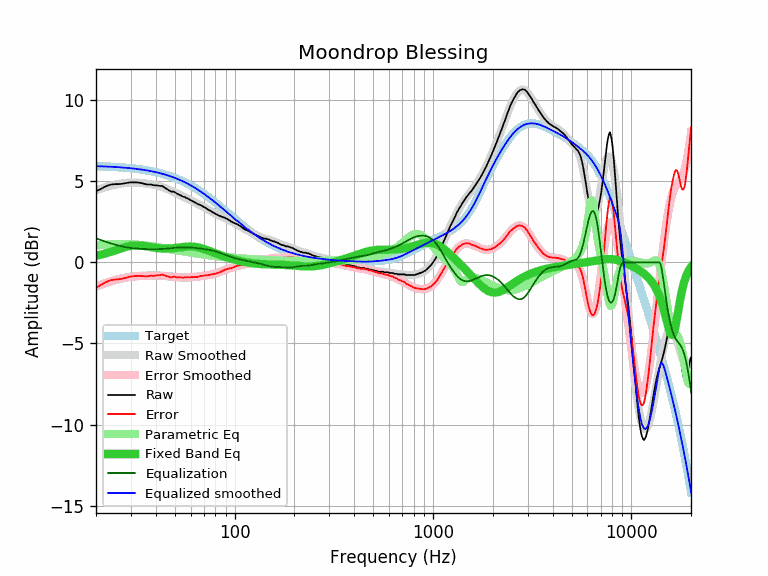 Moondrop Blessing
Amplitude (dBr)
10
5
0
−5
−10
−15
Target
Raw Smoothed
Error Smoothed
Raw
Error
Parametric Eq
Fixed Band Eq
Equalization
Equalized smoothed
100
1000
10000
Frequency (Hz)